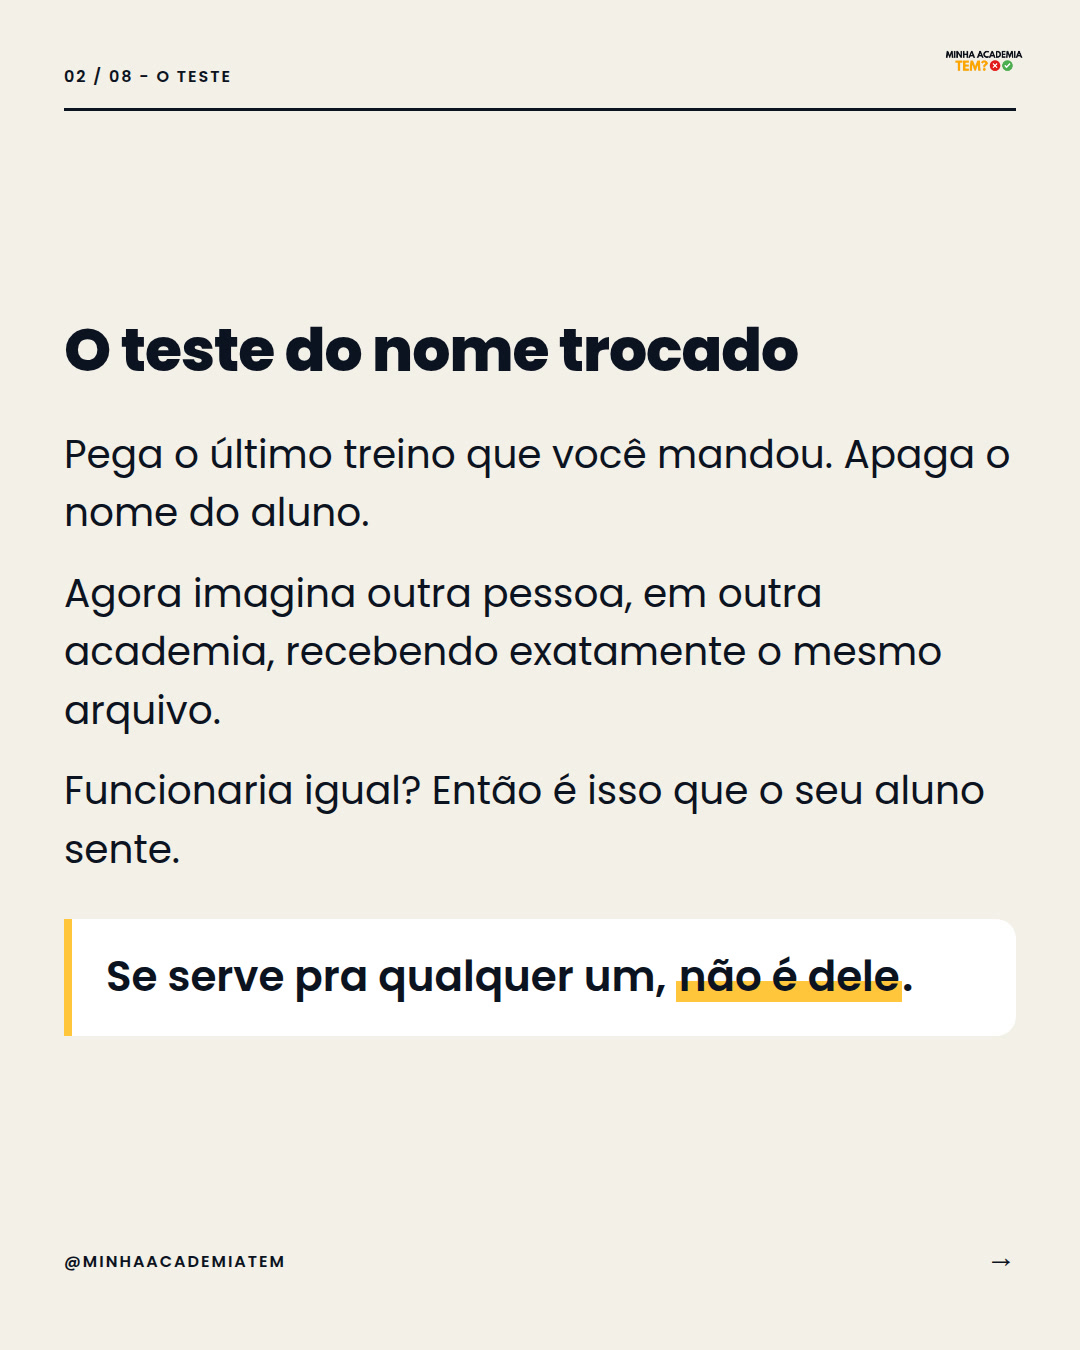 02 / 08 - O TESTE
MINHA ACADEMIA
TEM?
O teste do nome trocado
Pega o último treino que você mandou. Apaga o
nome do aluno.
Agora imagina outra pessoa, em outra
academia, recebendo exatamente o mesmo
arquivo.
Funcionaria igual? Então é isso que o seu aluno
sente.
Se serve pra qualquer um, não é dele.
@MINHAACADEMIATEM →